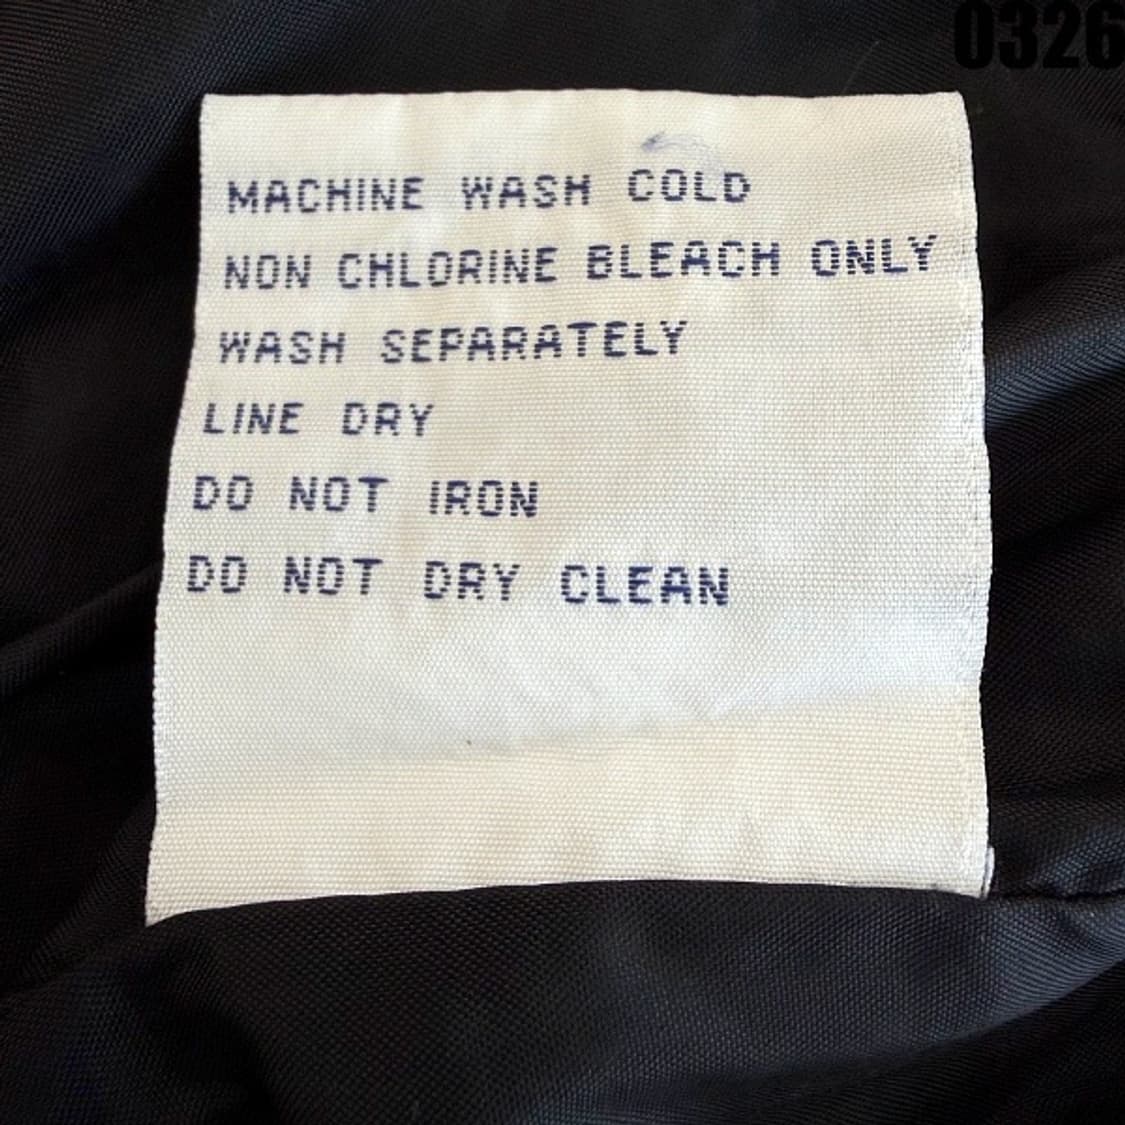 0326
MACHINE WASH COLD
NON CHLORINE BLEACH ONLY
WASH SEPARATELY
LINE DRY
DO NOT IRON
DO NOT DRY CLEAN